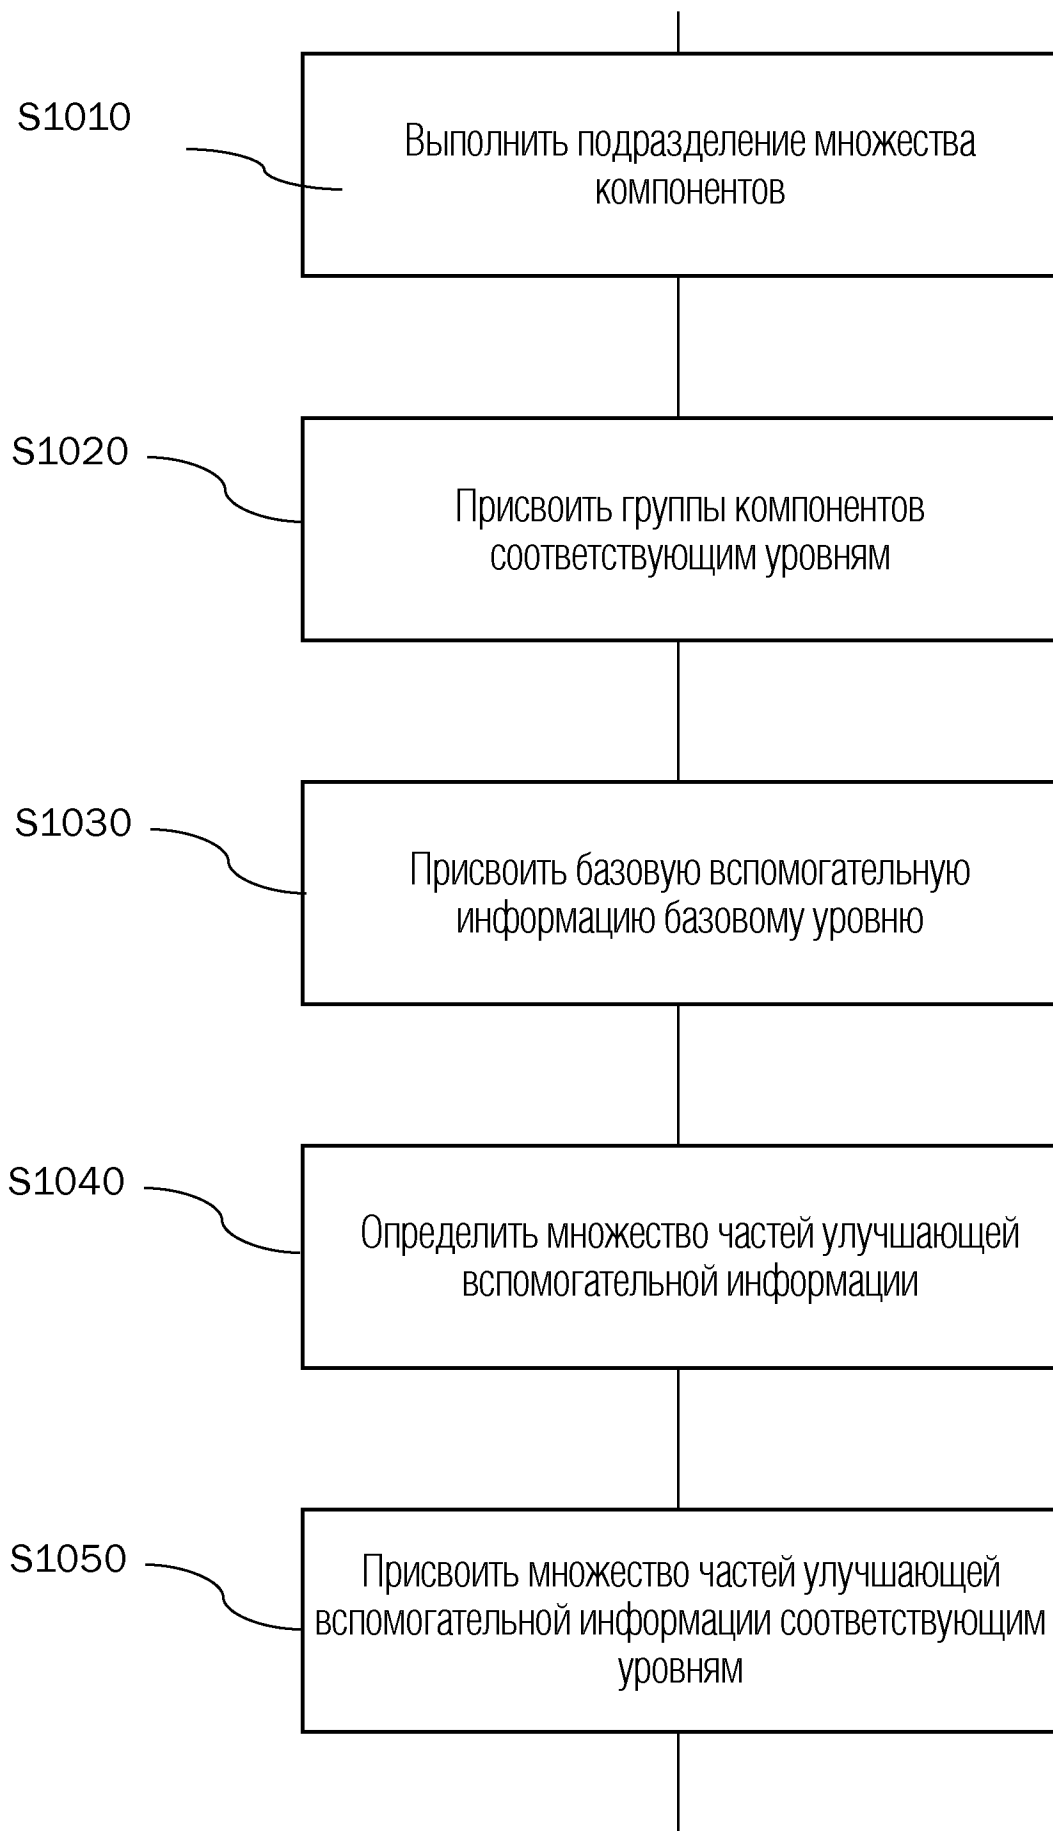 S1010
Выполнить подразделение множества
компонентов
S1020
Присвоить группы компонентов
соответствующим уровням
S1030
Присвоить базовую вспомогательную
информацию базовому уровню
S1040
Определить множество частей улучшающей
вспомогательной информации
S1050
Присвоить множество частей улучшающей
вспомогательной информации соответствующим
уровням